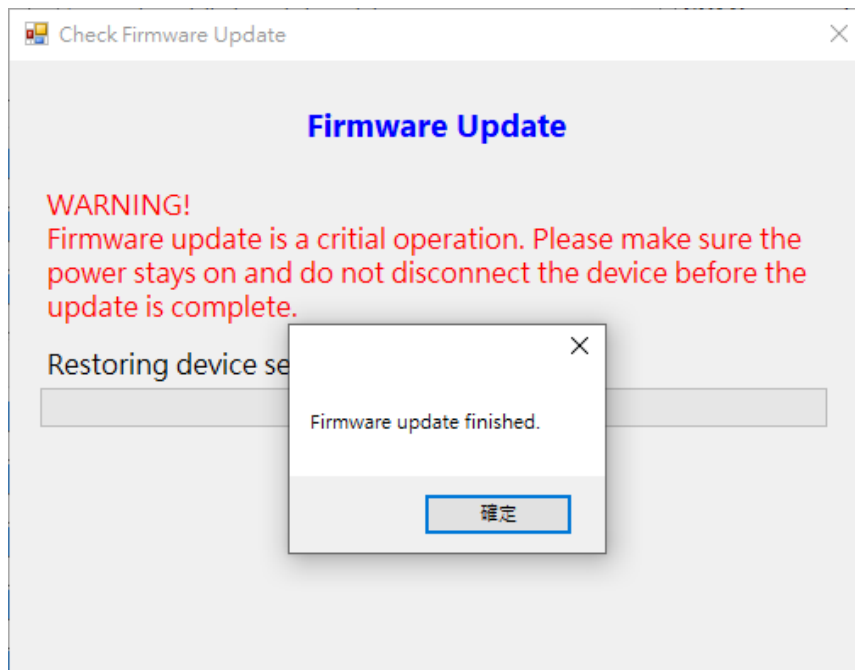 Check Firmware Update
Firmware Update
WARNING!
Firmware update is a critial operation. Please make sure the
power stays on and do not disconnect the device before the
update is complete.
Restoring device se
Firmware update finished.
確定